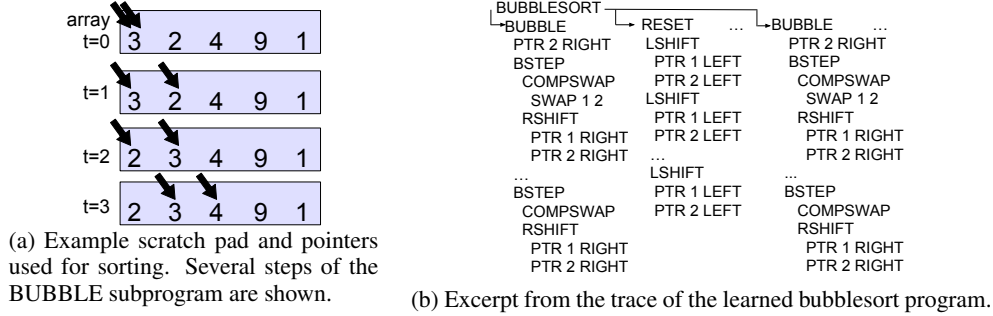 array
t=0 3 2 4 9 1
t=1 3 2 4 9 1
t=2 2 3 4 9 1
t=3 2 3 4 9 1
(a) Example scratch pad and pointers
used for sorting. Several steps of the
BUBBLE subprogram are shown.
BUBBLESORT
BUBBLE
PTR 2 RIGHT
BSTEP
COMPSWAP
SWAP 1 2
RSHIFT
PTR 1 RIGHT
PTR 2 RIGHT
...
BSTEP
COMPSWAP
RSHIFT
PTR 1 RIGHT
PTR 2 RIGHT
RESET ...
LSHIFT
PTR 1 LEFT
PTR 2 LEFT
LSHIFT
PTR 1 LEFT
PTR 2 LEFT
...
LSHIFT
PTR 1 LEFT
PTR 2 LEFT
BUBBLE ...
PTR 2 RIGHT
BSTEP
COMPSWAP
SWAP 1 2
RSHIFT
PTR 1 RIGHT
PTR 2 RIGHT
...
BSTEP
COMPSWAP
RSHIFT
PTR 1 RIGHT
PTR 2 RIGHT
(b) Excerpt from the trace of the learned bubblesort program.